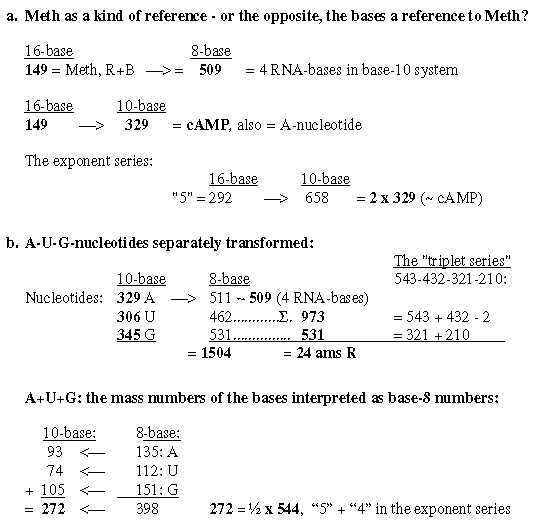 a. Meth as a kind of reference - or the opposite, the bases a reference to Meth?
16-base 8-base
149 = Meth, R+B —>= 509 = 4 RNA-bases in base-10 system
16-base 10-base
149 —> 329 = cAMP, also = A-nucleotide
The exponent series:
16-base 10-base
"5" = 292 —> 658 = 2 x 329 (~ cAMP)
b. A-U-G-nucleotides separately transformed:
The "triplet series"
10-base 8-base 543-432-321-210:
Nucleotides: 329 A —> 511 ~ 509 (4 RNA-bases)
306 U 462............Σ. 973 = 543 + 432 - 2
345 G 531............... 531 = 321 + 210
= 1504 = 24 ams R
A+U+G: the mass numbers of the bases interpreted as base-8 numbers:
10-base: 8-base:
93 <— 135: A
74 <— 112: U
+ 105 <— 151: G
= 272 <— 398 272 = ½ x 544, “5” + “4” in the exponent series